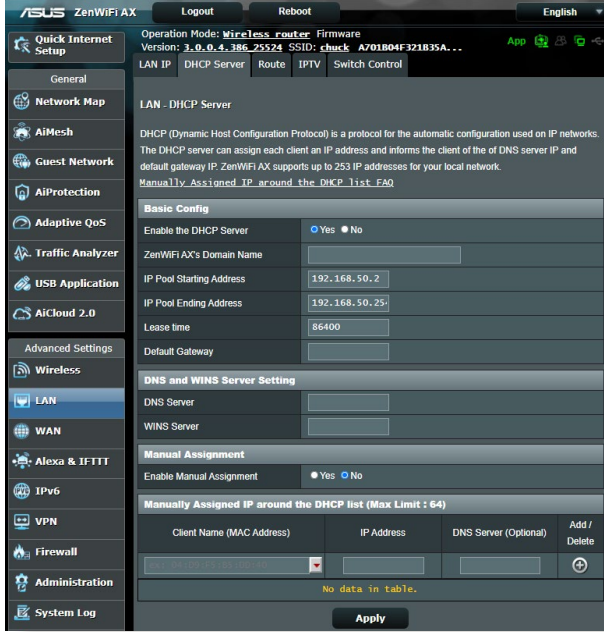 ASUS ZenWiFi AX Logout Reboot English
Quick Internet Setup
Operation Mode: Wireless router Firmware
Version: 3.0.0.4.386_25524 SSID: chuck A701B04F321B35A...
App
LAN IP DHCP Server Route IPTV Switch Control
General
Network Map
AiMesh
Guest Network
AiProtection
Adaptive QoS
Traffic Analyzer
USB Application
AiCloud 2.0
Advanced Settings
Wireless
LAN
WAN
Alexa & IFTTT
IPv6
VPN
Firewall
Administration
System Log
LAN - DHCP Server
DHCP (Dynamic Host Configuration Protocol) is a protocol for the automatic configuration used on IP networks.
The DHCP server can assign each client an IP address and informs the client of the of DNS server IP and
default gateway IP. ZenWiFi AX supports up to 253 IP addresses for your local network.
Manually Assigned IP around the DHCP list FAQ
Basic Config
Enable the DHCP Server Yes No
ZenWiFi AX's Domain Name
IP Pool Starting Address 192.168.50.2
IP Pool Ending Address 192.168.50.25
Lease time 86400
Default Gateway
DNS and WINS Server Setting
DNS Server
WINS Server
Manual Assignment
Enable Manual Assignment Yes No
Manually Assigned IP around the DHCP list (Max Limit : 64)
Client Name (MAC Address) IP Address DNS Server (Optional) Add / Delete
No data in table.
Apply